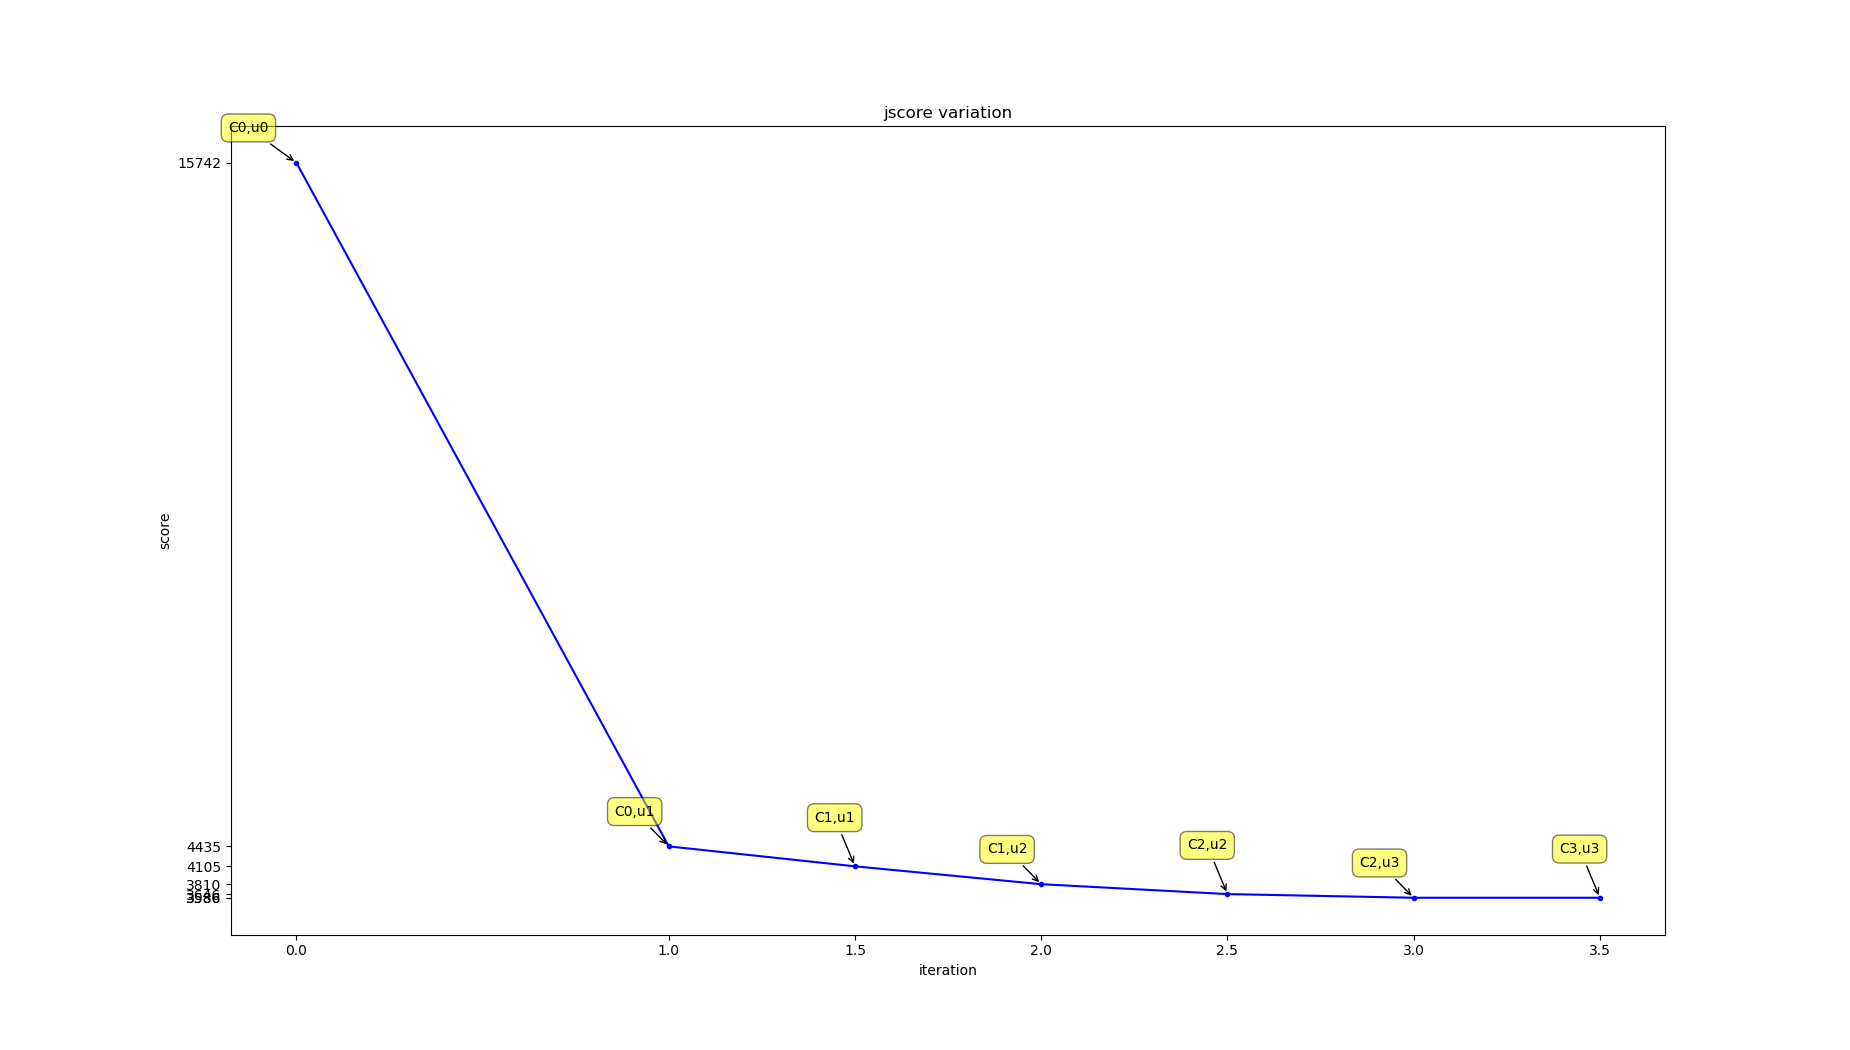 jscore variation
C0,u0
15742
score
C0,u1
C1,u1
C1,u2
C2,u2
C2,u3
C3,u3
4435
4105
3810
3586
0.0 1.0 1.5 2.0 2.5 3.0 3.5
iteration